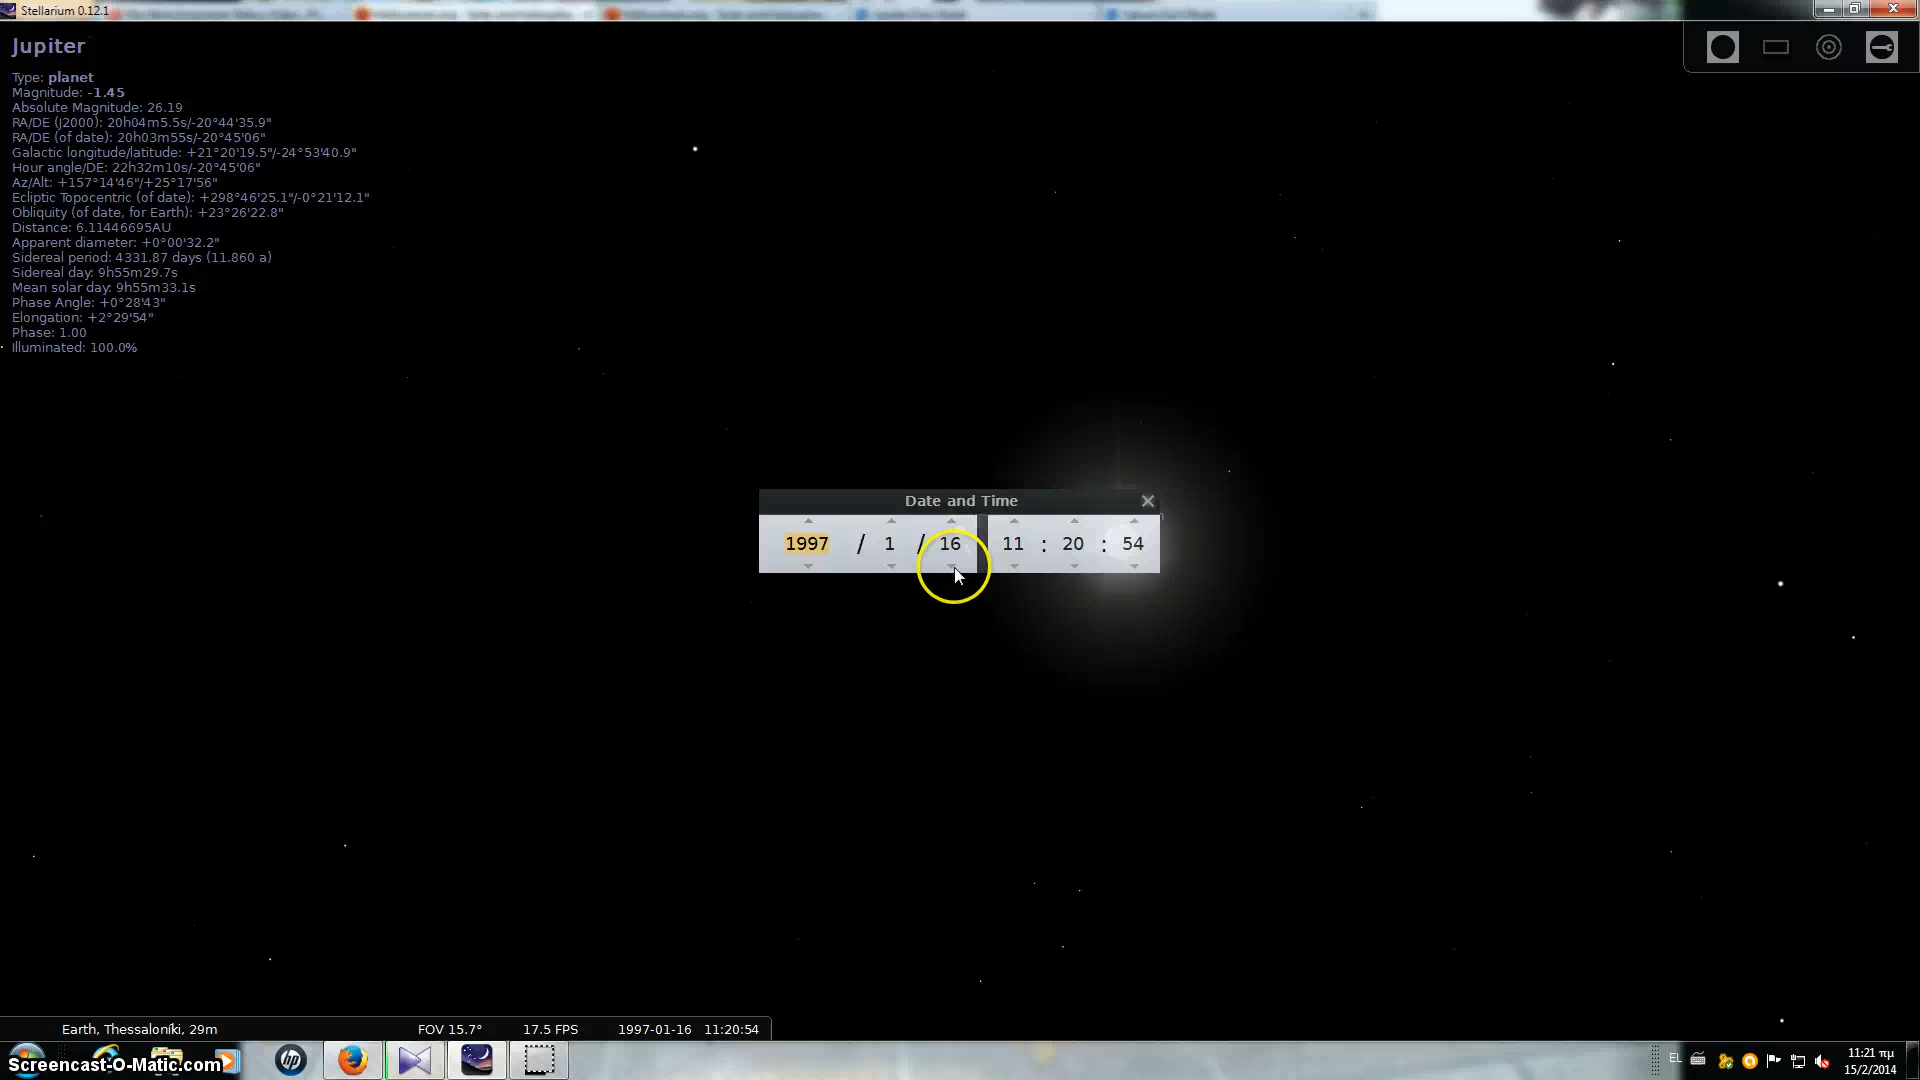 Stellarium 0.12.1
Jupiter
Type: planet
Magnitude: -1.45
Absolute Magnitude: 26.19
RA/DE (J2000): 20h04m5.5s/-20°44'35.9"
RA/DE (of date): 20h03m55s/-20°45'06"
Galactic longitude/latitude: +21°20'19.5"/-24°53'40.9"
Hour angle/DE: 22h32m10s/-20°45'06"
Az/Alt: +157°14'46"/+25°17'56"
Ecliptic Topocentric (of date): +298°46'25.1"/-0°21'12.1"
Obliquity (of date, for Earth): +23°26'22.8"
Distance: 6.11446695AU
Apparent diameter: +0°00'32.2"
Sidereal period: 4331.87 days (11.860 a)
Sidereal day: 9h55m29.7s
Mean solar day: 9h55m33.1s
Phase Angle: +0°28'43"
Elongation: +2°29'54"
Phase: 1.00
Illuminated: 100.0%
Date and Time
1997 / 1 / 16 11 : 20 : 54
Earth, Thessaloníki, 29m FOV 15.7° 17.5 FPS 1997-01-16 11:20:54
Screencast-O-Matic.com
hp
EL
11:21 πμ
15/2/2014